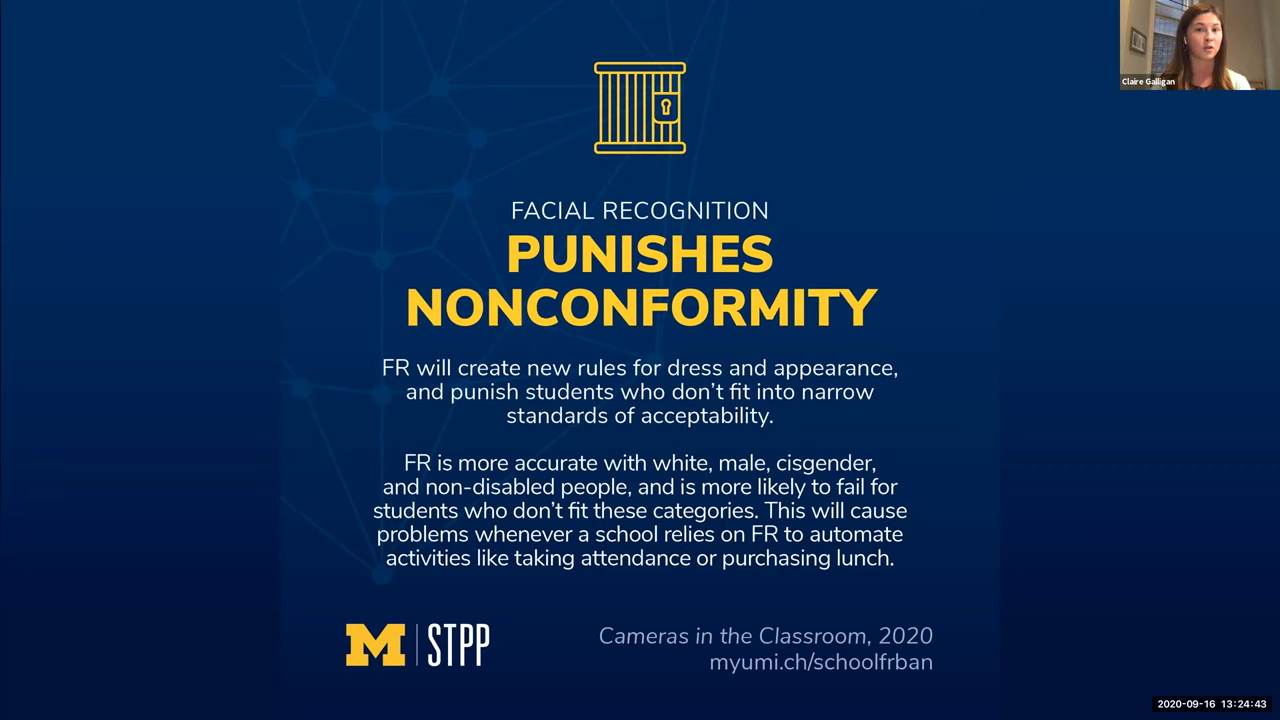 Claire Galligan
FACIAL RECOGNITION
PUNISHES
NONCONFORMITY
FR will create new rules for dress and appearance,
and punish students who don’t fit into narrow
standards of acceptability.
FR is more accurate with white, male, cisgender,
and non-disabled people, and is more likely to fail for
students who don’t fit these categories. This will cause
problems whenever a school relies on FR to automate
activities like taking attendance or purchasing lunch.
M | STPP
Cameras in the Classroom, 2020
myumi.ch/schoolfrban
2020-09-16 13:24:43